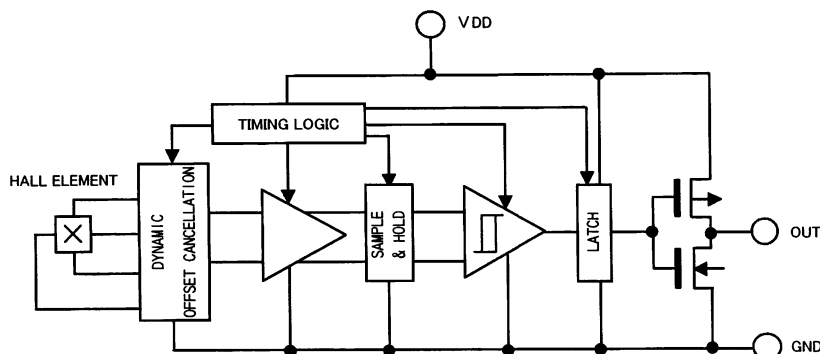 VDD
TIMING LOGIC
HALL ELEMENT
DYNAMIC
OFFSET CANCELLATION
SAMPLE
& HOLD
LATCH
OUT
GND